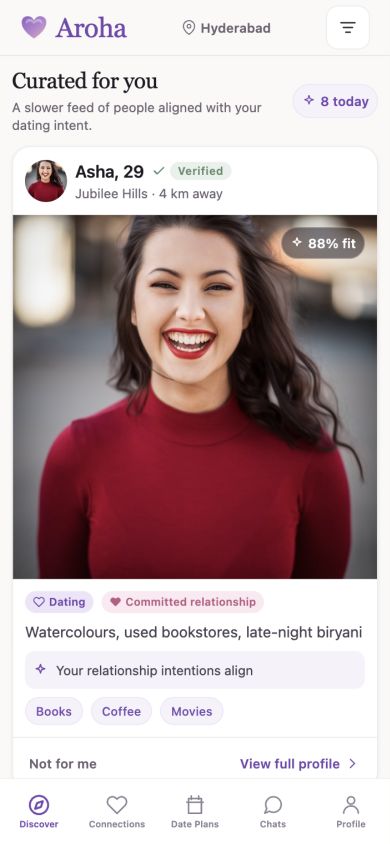 Aroha
Hyderabad
Curated for you
A slower feed of people aligned with your
dating intent.
8 today
Asha, 29
Verified
Jubilee Hills · 4 km away
88% fit
Dating
Committed relationship
Watercolours, used bookstores, late-night biryani
Your relationship intentions align
Books
Coffee
Movies
Not for me
View full profile
Discover
Connections
Date Plans
Chats
Profile